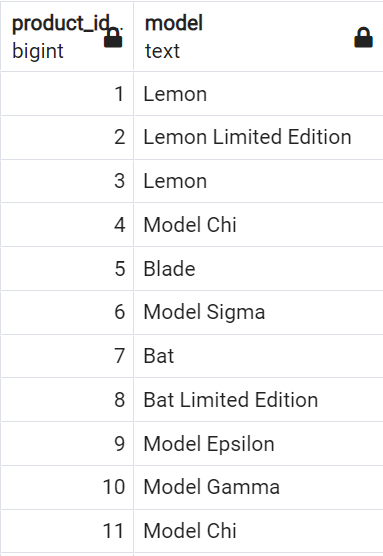 product_id. model
bigint text
1 Lemon
2 Lemon Limited Edition
3 Lemon
4 Model Chi
5 Blade
6 Model Sigma
7 Bat
8 Bat Limited Edition
9 Model Epsilon
10 Model Gamma
11 Model Chi